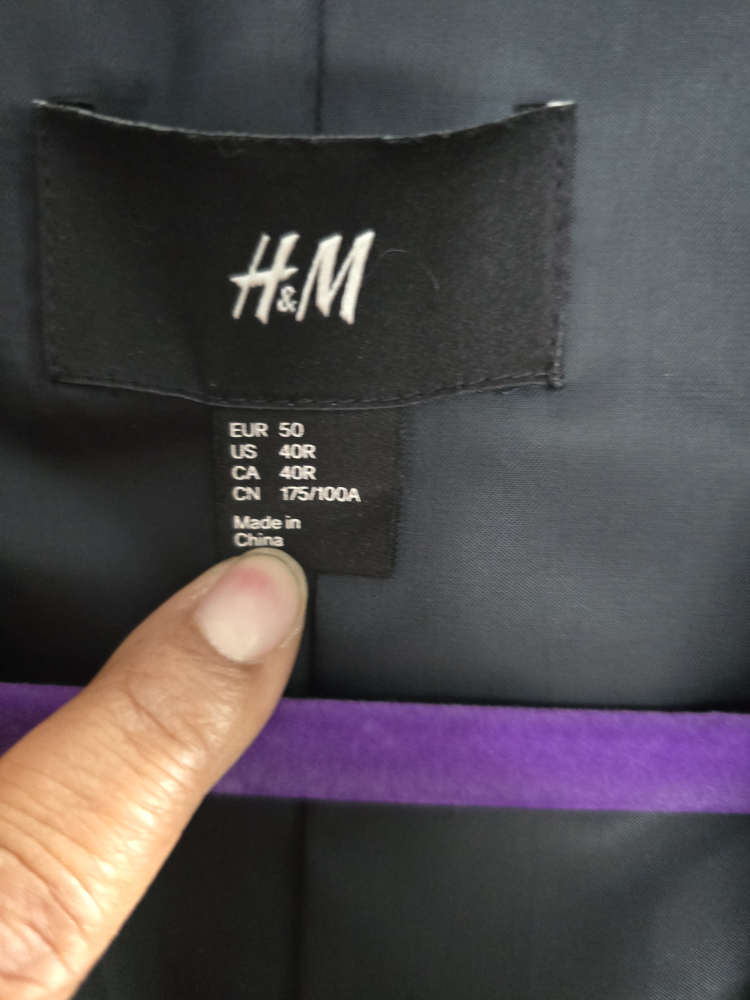 H&M
EUR 50
US 40R
CA 40R
CN 175/100A
Made in
China